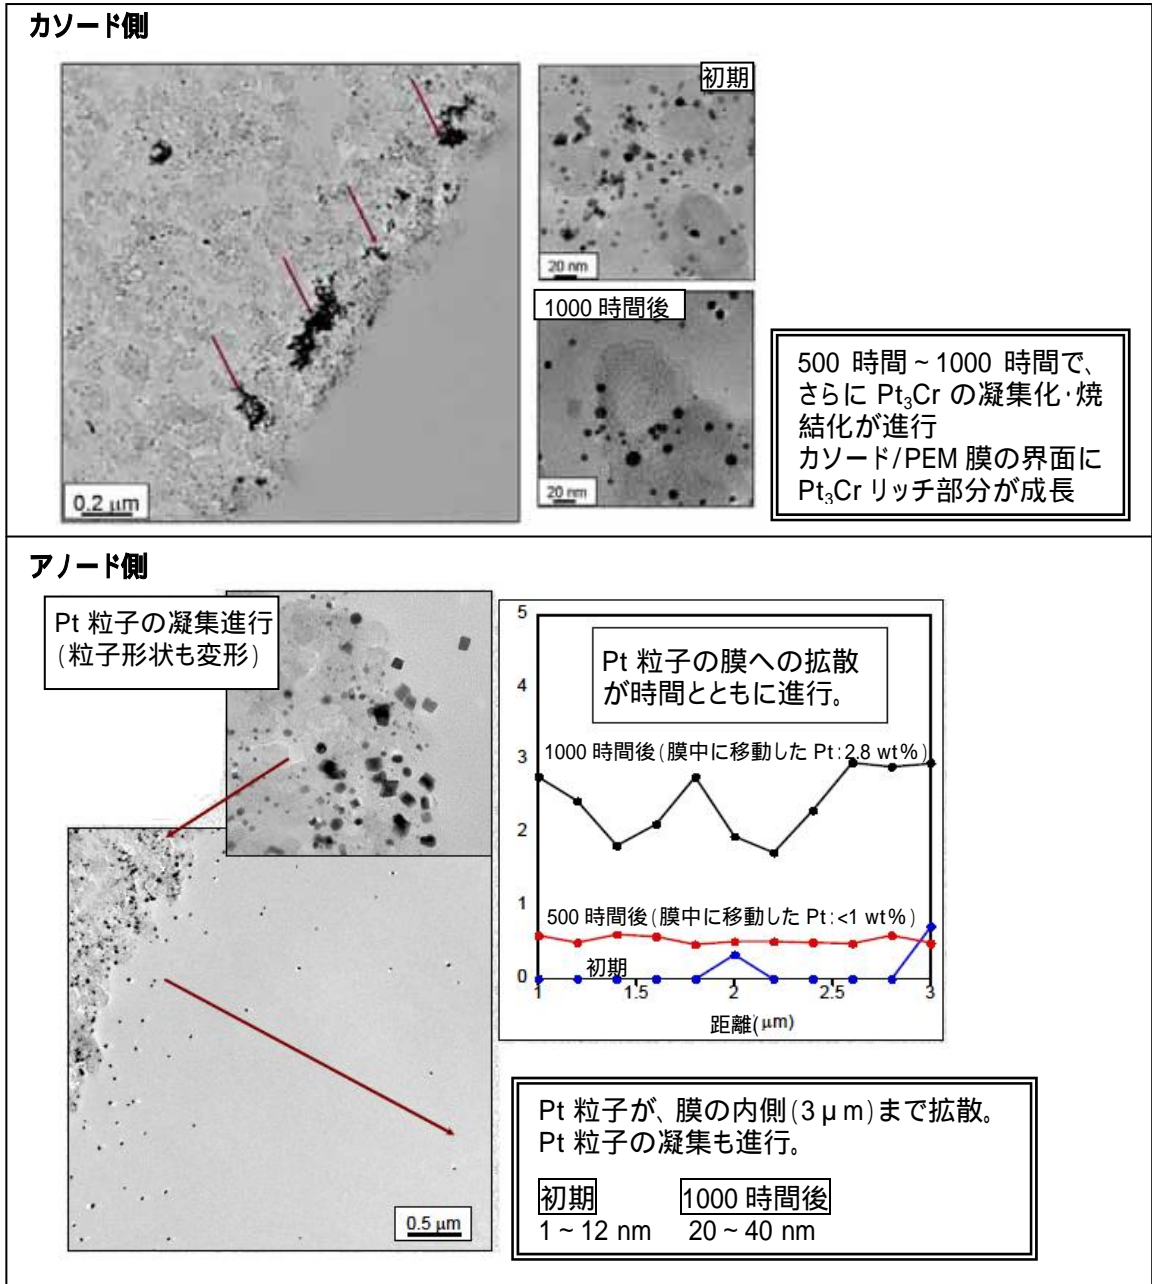 カソード側
初期
20 nm
1000 時間後
20 nm
0.2 μm
500 時間~1000 時間で、
さらに Pt₃Cr の凝集化・焼
結化が進行
カソード/PEM 膜の界面に
Pt₃Cr リッチ部分が成長
アノード側
Pt 粒子の凝集進行
(粒子形状も変形)
5
Pt 粒子の膜への拡散
が時間とともに進行。
4
3
1000 時間後(膜中に移動した Pt:2.8 wt%)
2
1
500 時間後(膜中に移動した Pt:<1 wt%)
初期
0
1 1.5 2 2.5 3
距離(μm)
0.5 μm
Pt 粒子が、膜の内側(3μm)まで拡散。
Pt 粒子の凝集も進行。
初期 1000 時間後
1~12 nm 20~40 nm